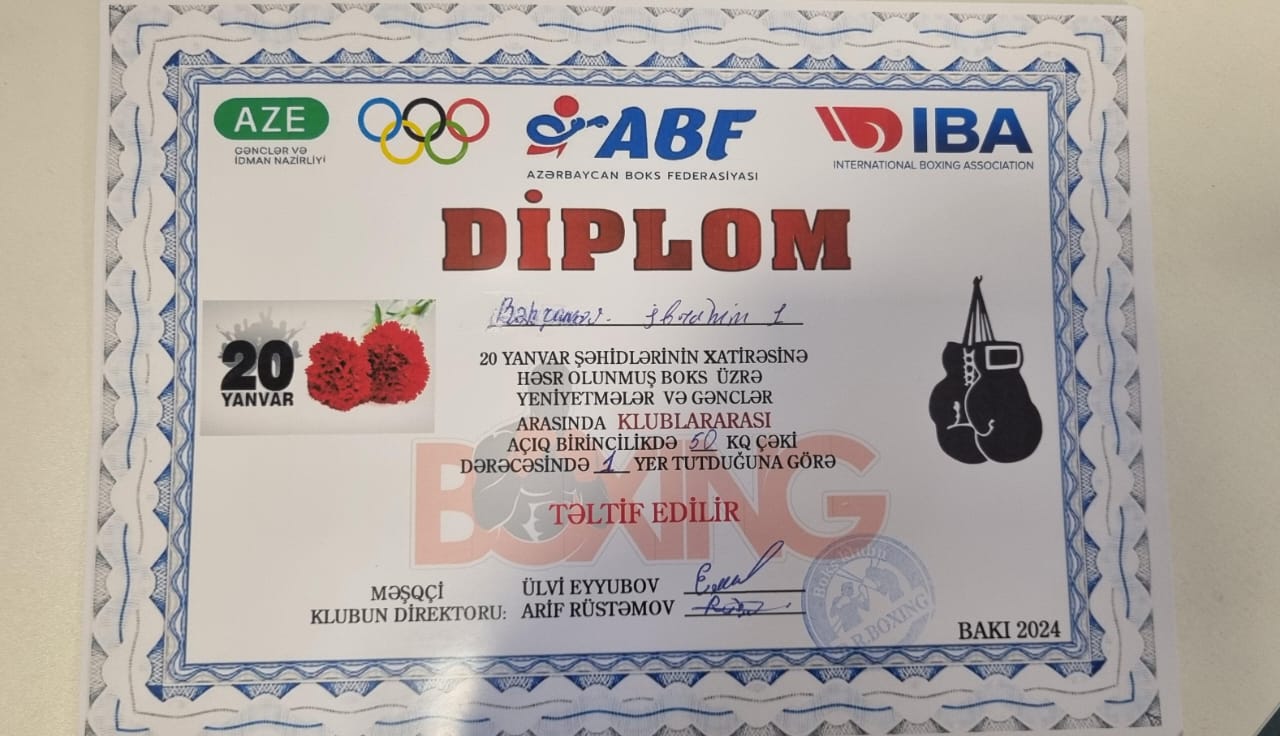 AZE
GƏNCLƏR VƏ
İDMAN NAZİRLİYİ
ABF
AZƏRBAYCAN BOKS FEDERASİYASI
IBA
INTERNATIONAL BOXING ASSOCIATION
DİPLOM
İbrahim 1
20
YANVAR
20 YANVAR ŞƏHİDLƏRİNİN XATİRƏSİNƏ
HƏSR OLUNMUŞ BOKS ÜZRƏ
YENİYETMƏLƏR VƏ GƏNCLƏR
ARASINDA KLUBLARARASI
AÇIQ BİRİNÇİLİKDƏ 50 KQ ÇƏKİ
DƏRƏCƏSİNDƏ 1 YER TUTDUĞUNA GÖRƏ
BOXING
TƏLTİF EDİLİR
MƏŞQÇİ ÜLVİ EYYUBOV
KLUBUN DİREKTORU: ARİF RÜSTƏMOV
Boks klubu
BOXING
BAKI 2024